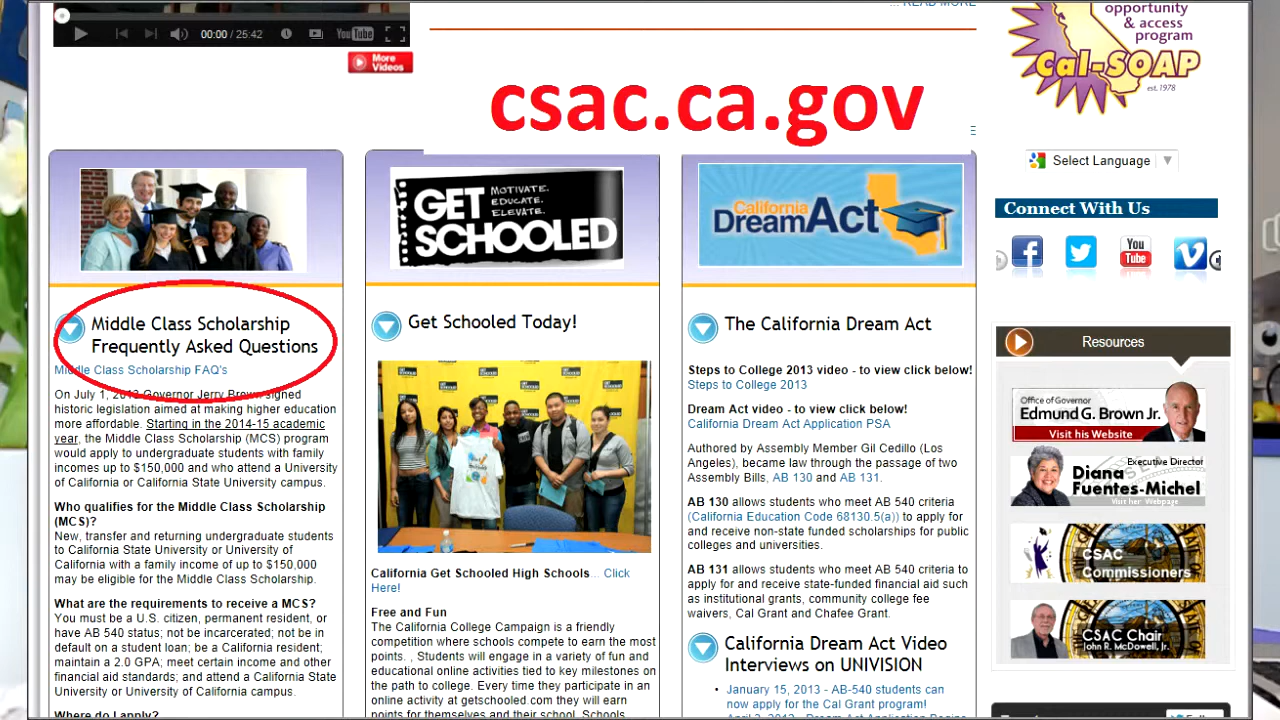 ... READ MORE
00:00 / 25:42
YouTube
More
Videos
csac.ca.gov
opportunity
& access
program
Cal-SOAP
est. 1978
Select Language
Connect With Us
You
Tube
GET
SCHOOLED
MOTIVATE.
EDUCATE.
ELEVATE.
California
DreamAct
Middle Class Scholarship
Frequently Asked Questions
Middle Class Scholarship FAQ's
On July 1, 2013 Governor Jerry Brown signed
historic legislation aimed at making higher education
more affordable. Starting in the 2014-15 academic
year, the Middle Class Scholarship (MCS) program
would apply to undergraduate students with family
incomes up to $150,000 and who attend a University
of California or California State University campus.
Who qualifies for the Middle Class Scholarship
(MCS)?
New, transfer and returning undergraduate students
to California State University or University of
California with a family income of up to $150,000
may be eligible for the Middle Class Scholarship.
What are the requirements to receive a MCS?
You must be a U.S. citizen, permanent resident, or
have AB 540 status; not be incarcerated; not be in
default on a student loan; be a California resident;
maintain a 2.0 GPA; meet certain income and other
financial aid standards; and attend a California State
University or University of California campus.
Where do I apply?
Get Schooled Today!
California Get Schooled High Schools... Click
Here!
Free and Fun
The California College Campaign is a friendly
competition where schools compete to earn the most
points. , Students will engage in a variety of fun and
educational online activities tied to key milestones on
the path to college. Every time they participate in an
online activity at getschooled.com they will earn
points for themselves and their school. Schools
The California Dream Act
Steps to College 2013 video - to view click below!
Steps to College 2013
Dream Act video - to view click below!
California Dream Act Application PSA
Authored by Assembly Member Gil Cedillo (Los
Angeles), became law through the passage of two
Assembly Bills, AB 130 and AB 131.
AB 130 allows students who meet AB 540 criteria
(California Education Code 68130.5(a)) to apply for
and receive non-state funded scholarships for public
colleges and universities.
AB 131 allows students who meet AB 540 criteria to
apply for and receive state-funded financial aid such
as institutional grants, community college fee
waivers, Cal Grant and Chafee Grant.
California Dream Act Video
Interviews on UNIVISION
• January 15, 2013 - AB-540 students can
now apply for the Cal Grant program!
Resources
Office of Governor
Edmund G. Brown Jr.
Visit his Website
Executive Director
Diana
Fuentes-Michel
Visit her Webpage
CSAC
Commissioners
CSAC Chair
John R. McDowell, Jr.